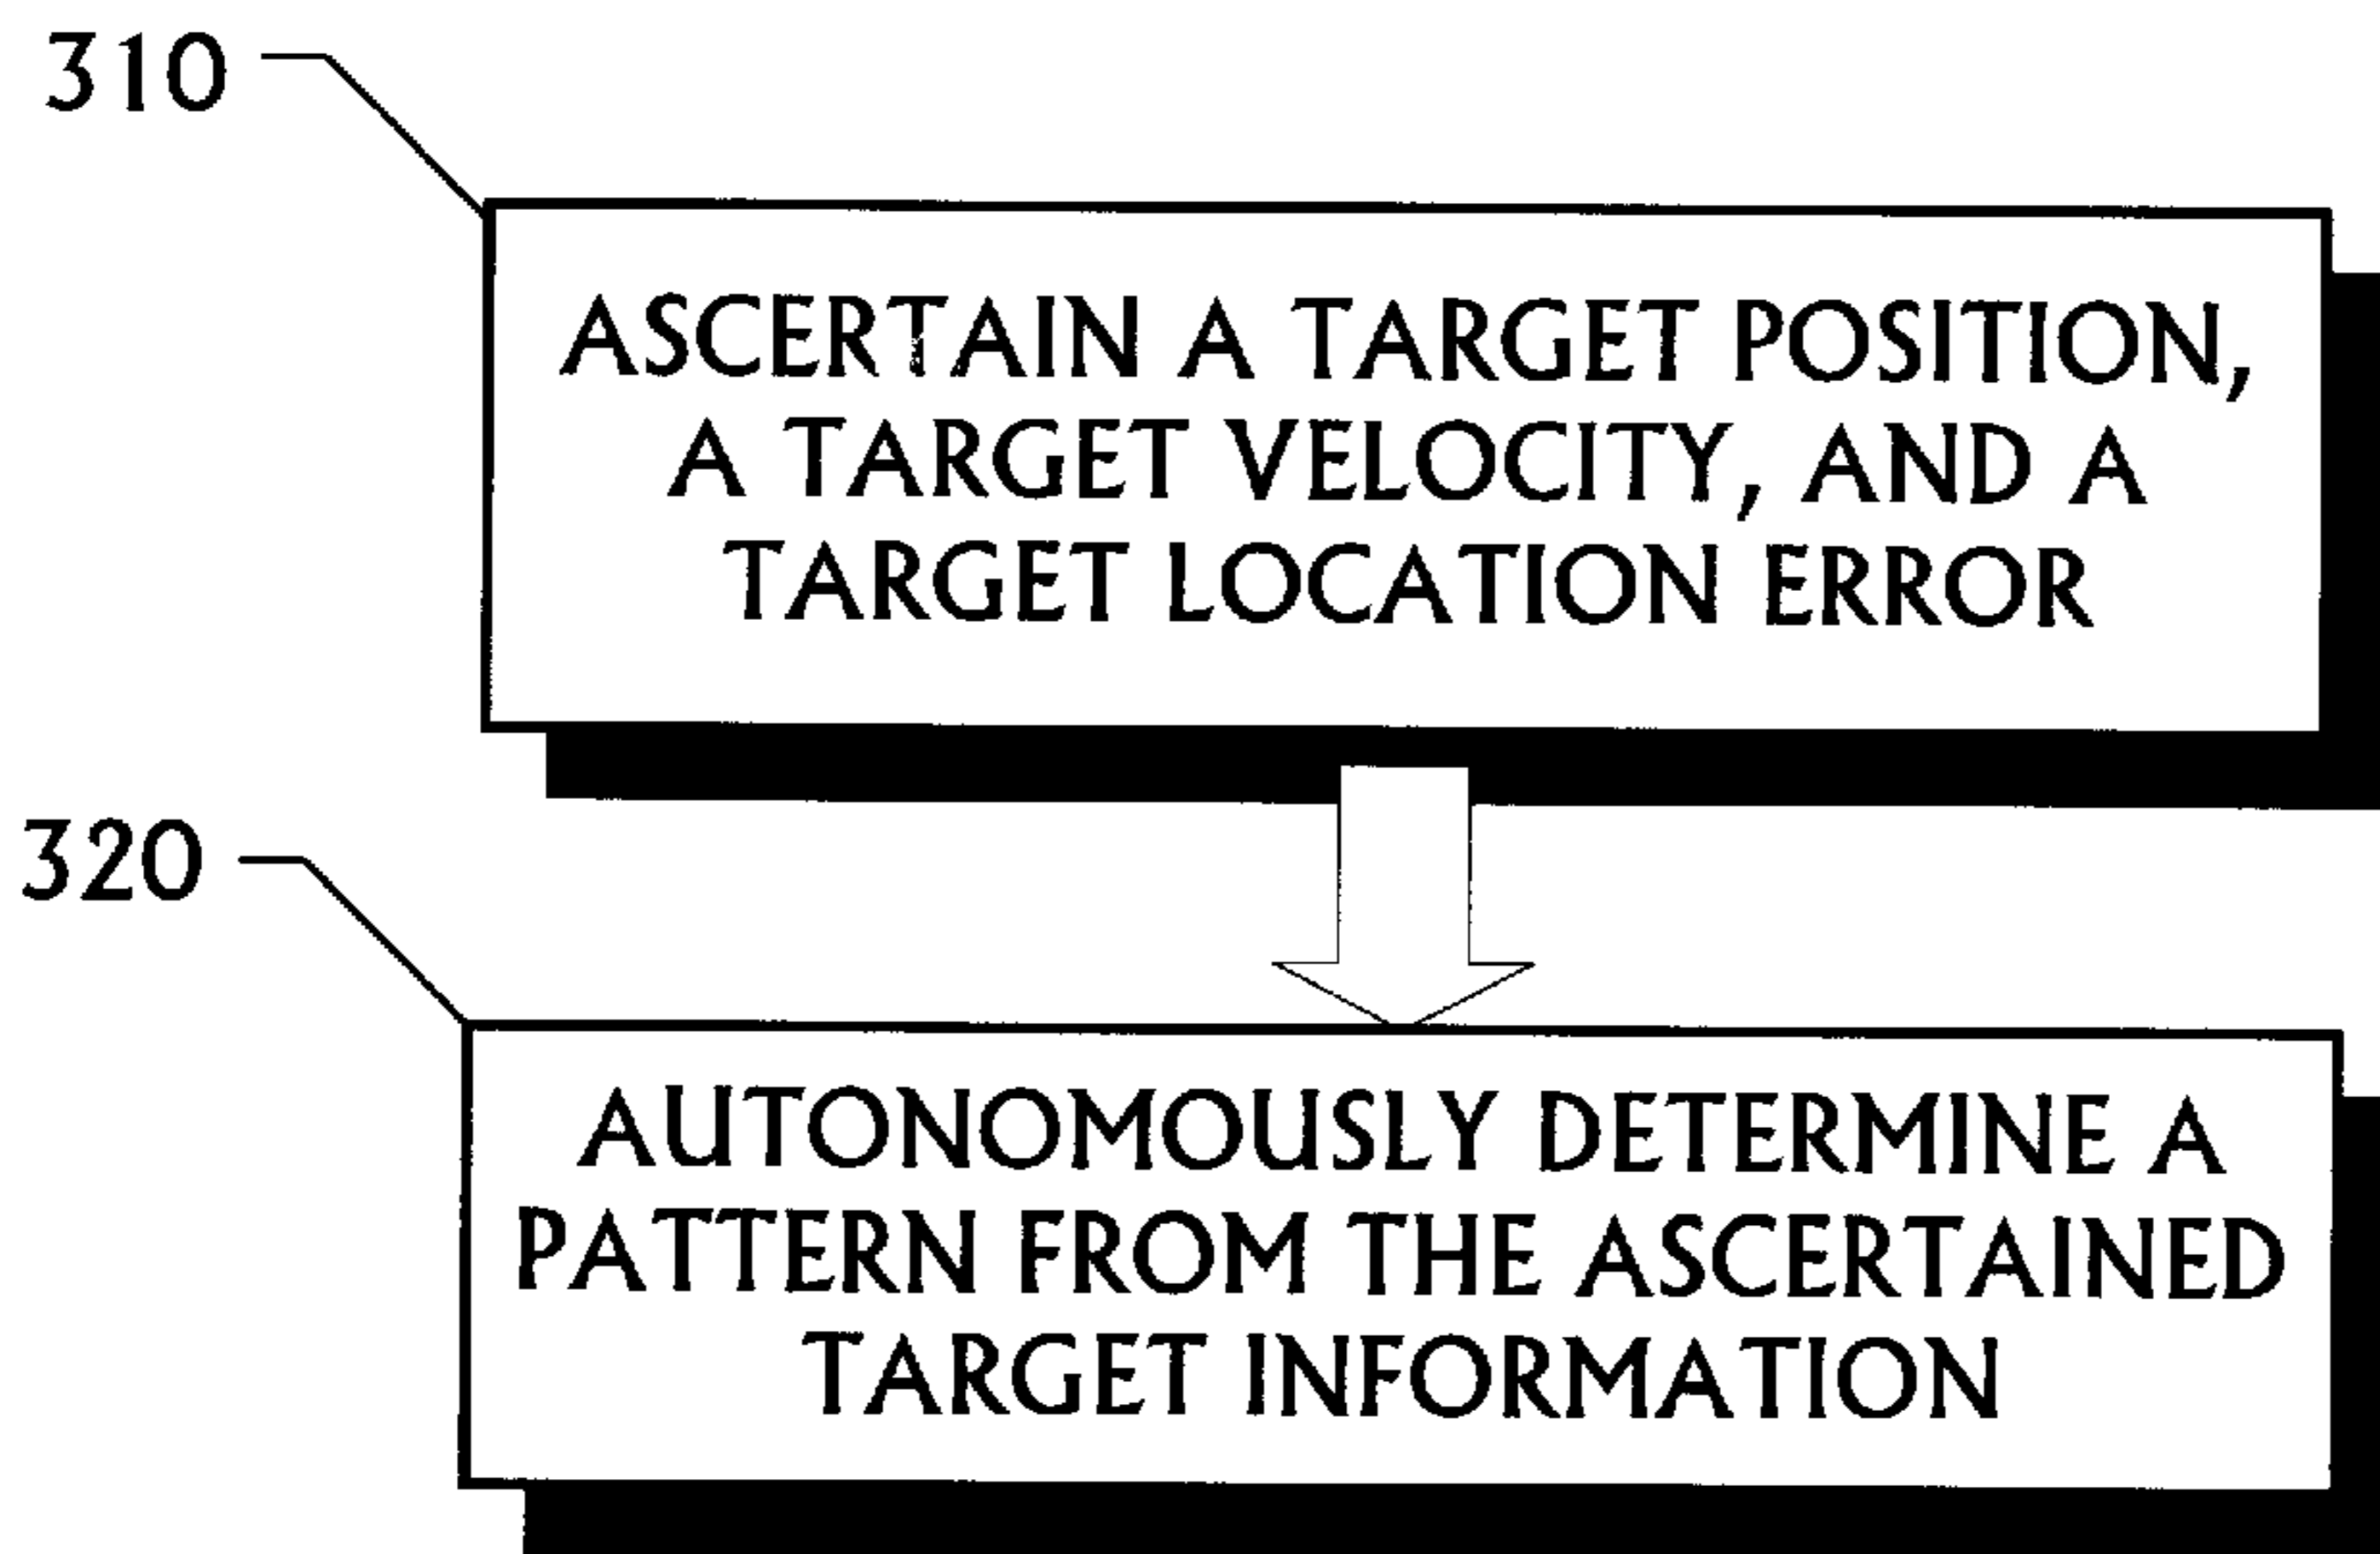 310
ASCERTAIN A TARGET POSITION,
A TARGET VELOCITY, AND A
TARGET LOCATION ERROR
320
AUTONOMOUSLY DETERMINE A
PATTERN FROM THE ASCERTAINED
TARGET INFORMATION